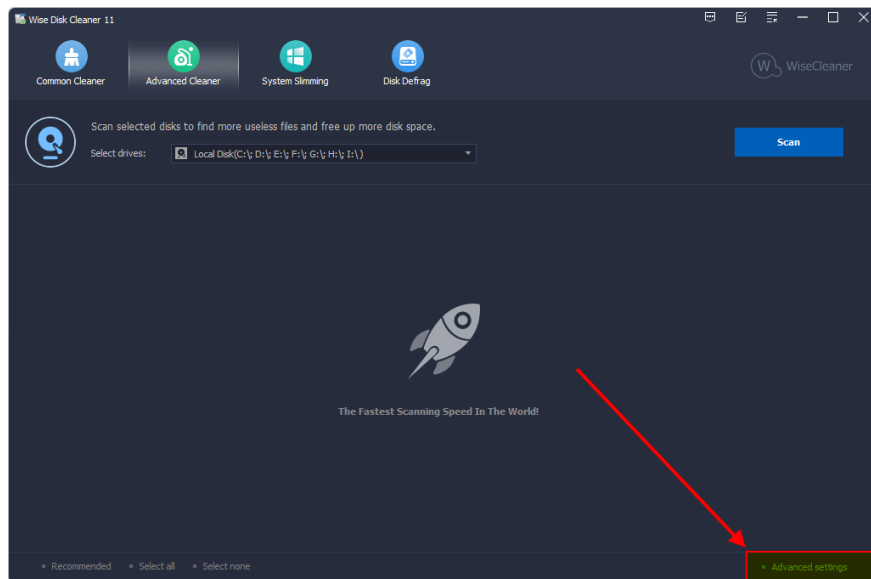 Wise Disk Cleaner 11
Common Cleaner
Advanced Cleaner
System Slimming
Disk Defrag
W WiseCleaner
Scan selected disks to find more useless files and free up more disk space.
Select drives:
Local Disk(C:\; D:\; E:\; F:\; G:\; H:\; I:\)
Scan
The Fastest Scanning Speed In The World!
Recommended
Select all
Select none
Advanced settings